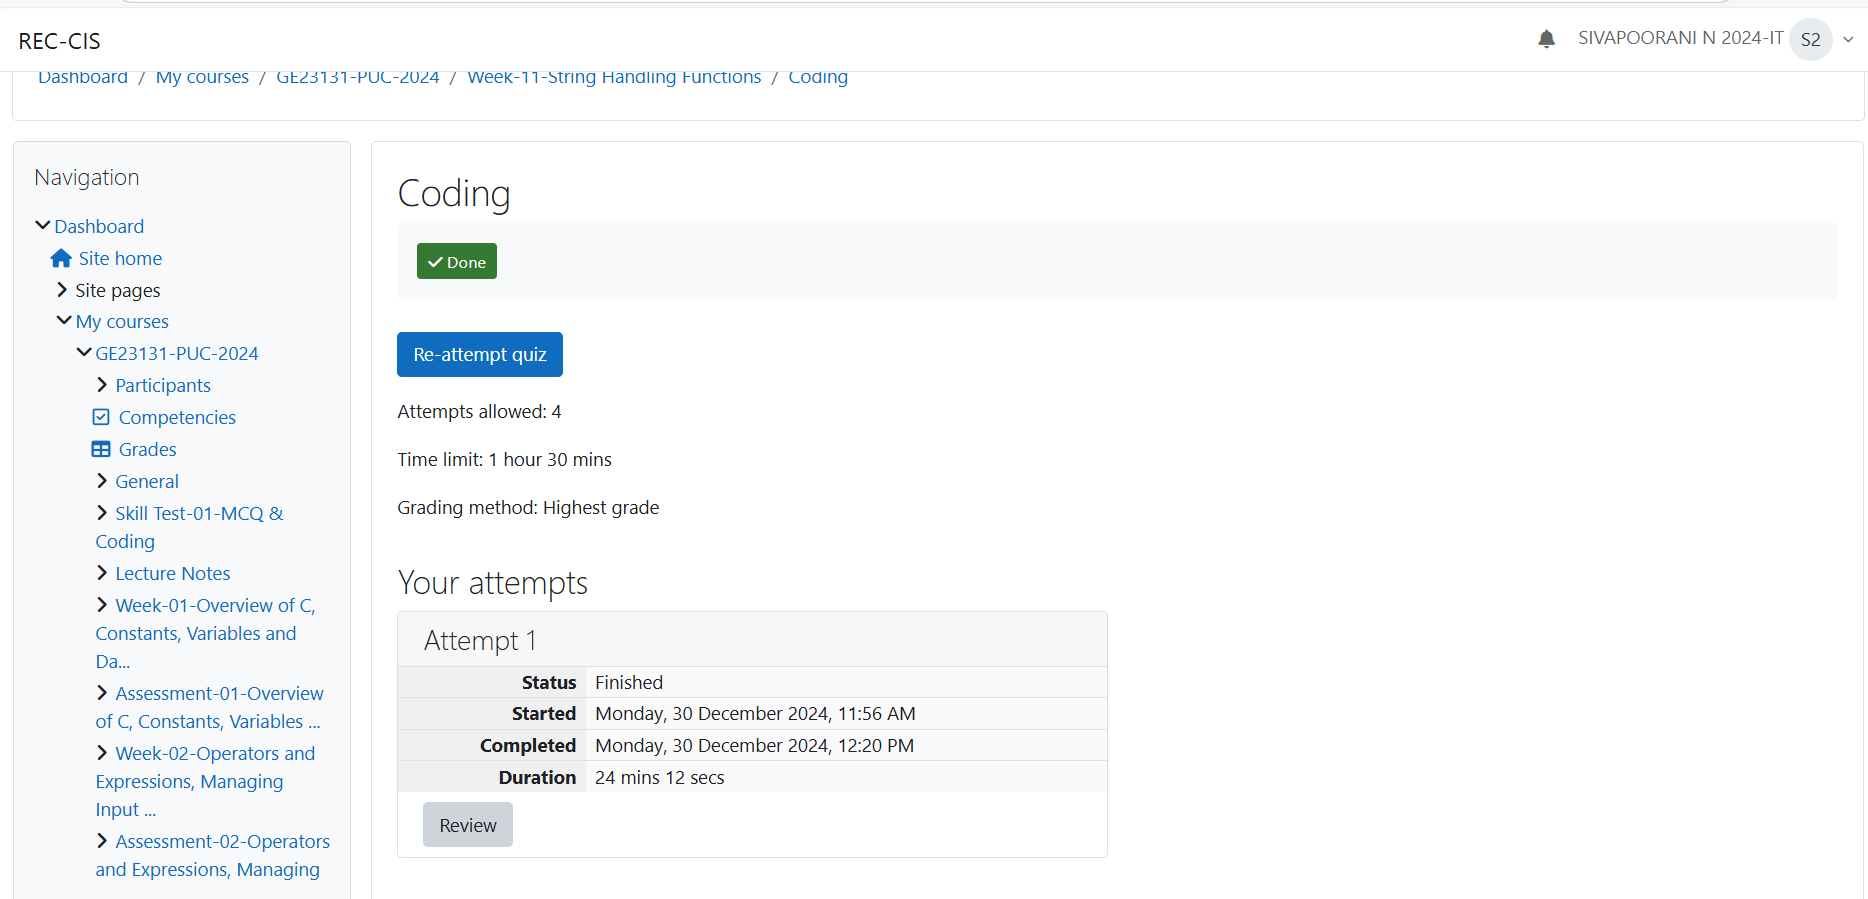 REC-CIS
SIVAPOORANI N 2024-IT S2
Dashboard / My courses / GE23131-PUC-2024 / Week-11-String Handling Functions / Coding
Navigation
Dashboard
Site home
Site pages
My courses
GE23131-PUC-2024
Participants
Competencies
Grades
General
Skill Test-01-MCQ &
Coding
Lecture Notes
Week-01-Overview of C,
Constants, Variables and
Da...
Assessment-01-Overview
of C, Constants, Variables ...
Week-02-Operators and
Expressions, Managing
Input ...
Assessment-02-Operators
and Expressions, Managing
Coding
Done
Re-attempt quiz
Attempts allowed: 4
Time limit: 1 hour 30 mins
Grading method: Highest grade
Your attempts
Attempt 1
Status Finished
Started Monday, 30 December 2024, 11:56 AM
Completed Monday, 30 December 2024, 12:20 PM
Duration 24 mins 12 secs
Review